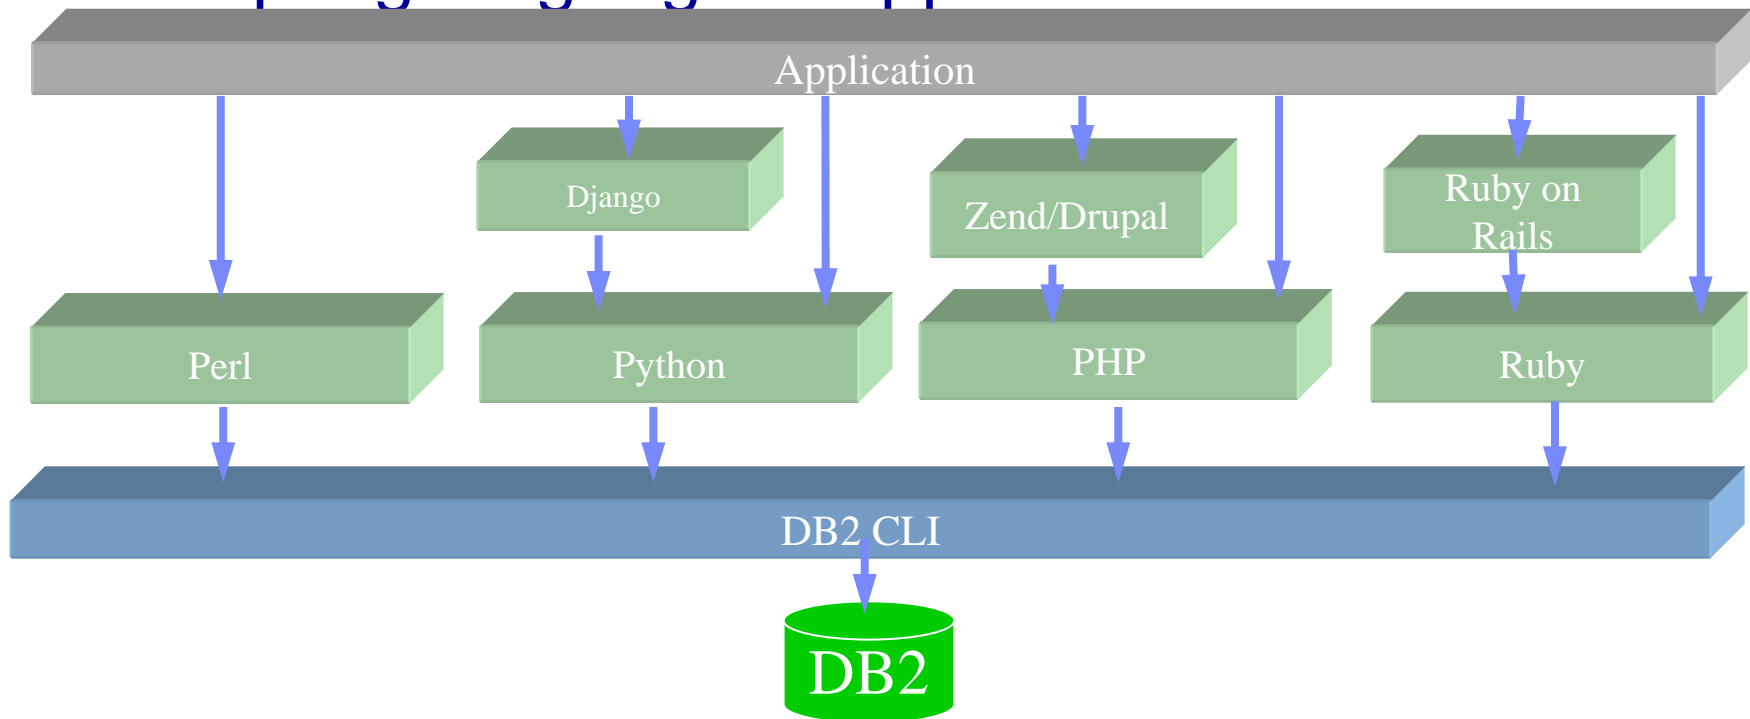 Application
Django
Zend/Drupal
Ruby on
Rails
Perl
Python
PHP
Ruby
DB2 CLI
DB2